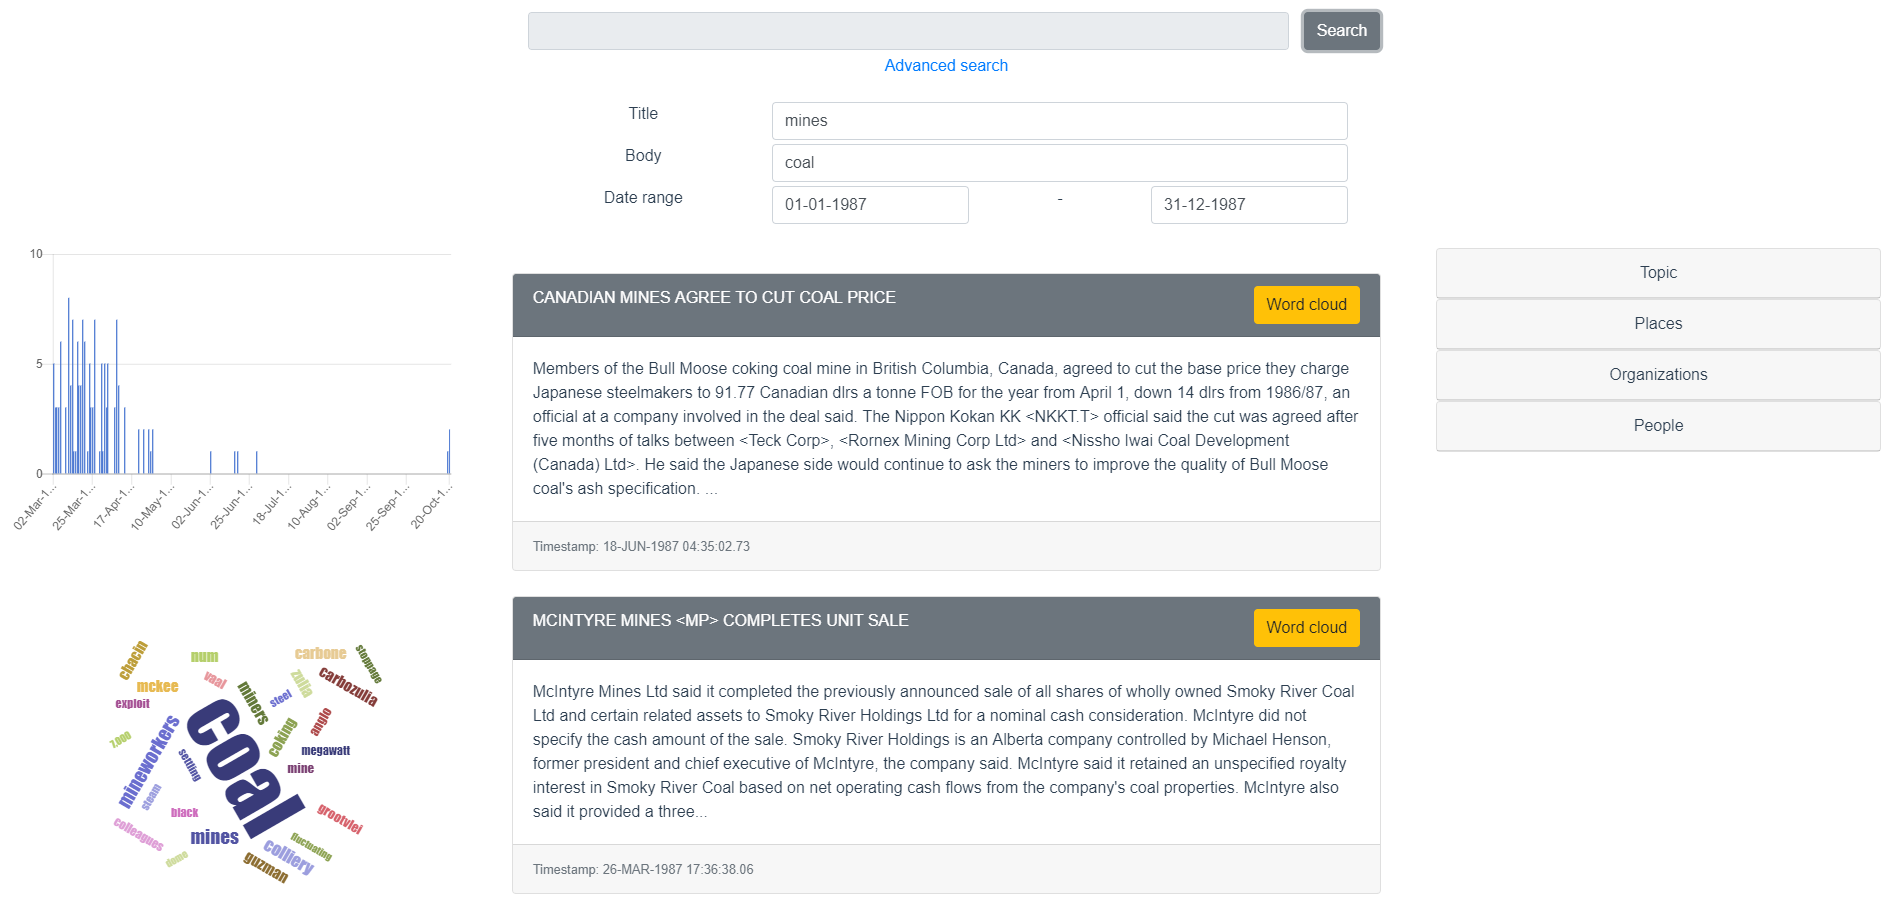 Search
Advanced search
Title
mines
Body
coal
Date range
01-01-1987
-
31-12-1987
10
5
0
02-Mar-1...
25-Mar-1...
17-Apr-1...
10-May-1...
02-Jun-1...
25-Jun-1...
18-Jul-1...
10-Aug-1...
02-Sep-1...
25-Sep-1...
20-Oct-1...
chacin
num
carbone
stoppage
mckee
vaal
zulia
carbozulia
exploit
miners
steel
anglo
7,000
mineworkers
coking
megawatt
settling
coal
mine
steam
black
grootvlei
colleagues
mines
fluctuating
dome
colliery
guzman
CANADIAN MINES AGREE TO CUT COAL PRICE
Word cloud
Members of the Bull Moose coking coal mine in British Columbia, Canada, agreed to cut the base price they charge
Japanese steelmakers to 91.77 Canadian dlrs a tonne FOB for the year from April 1, down 14 dlrs from 1986/87, an
official at a company involved in the deal said. The Nippon Kokan KK <NKKT.T> official said the cut was agreed after
five months of talks between <Teck Corp>, <Rornex Mining Corp Ltd> and <Nissho Iwai Coal Development
(Canada) Ltd>. He said the Japanese side would continue to ask the miners to improve the quality of Bull Moose
coal's ash specification. ...
Timestamp: 18-JUN-1987 04:35:02.73
MCINTYRE MINES <MP> COMPLETES UNIT SALE
Word cloud
McIntyre Mines Ltd said it completed the previously announced sale of all shares of wholly owned Smoky River Coal
Ltd and certain related assets to Smoky River Holdings Ltd for a nominal cash consideration. McIntyre did not
specify the cash amount of the sale. Smoky River Holdings is an Alberta company controlled by Michael Henson,
former president and chief executive of McIntyre, the company said. McIntyre said it retained an unspecified royalty
interest in Smoky River Coal based on net operating cash flows from the company's coal properties. McIntyre also
said it provided a three...
Timestamp: 26-MAR-1987 17:36:38.06
Topic
Places
Organizations
People